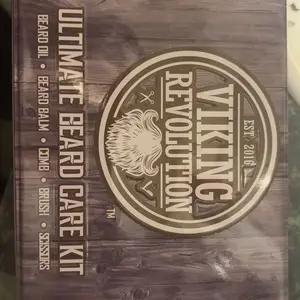 VIKING
REVOLUTION
EST. 2016
ULTIMATE BEARD CARE KIT
™
BEARD OIL • BEARD BALM • COMB • BRUSH • SCISSORS